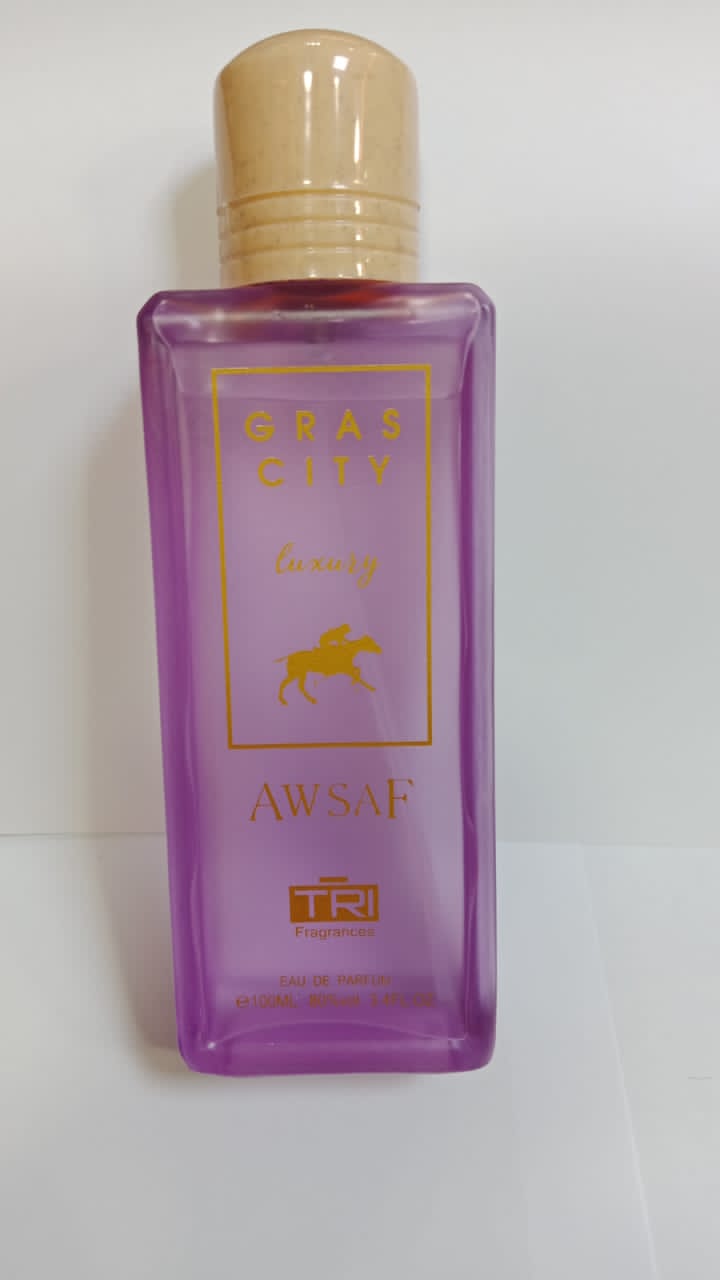 GRAS
CITY
luxury
AWSAF
TRI
Fragrances
EAU DE PARFUM
℮100ML 80%vol 3.4FL.OZ